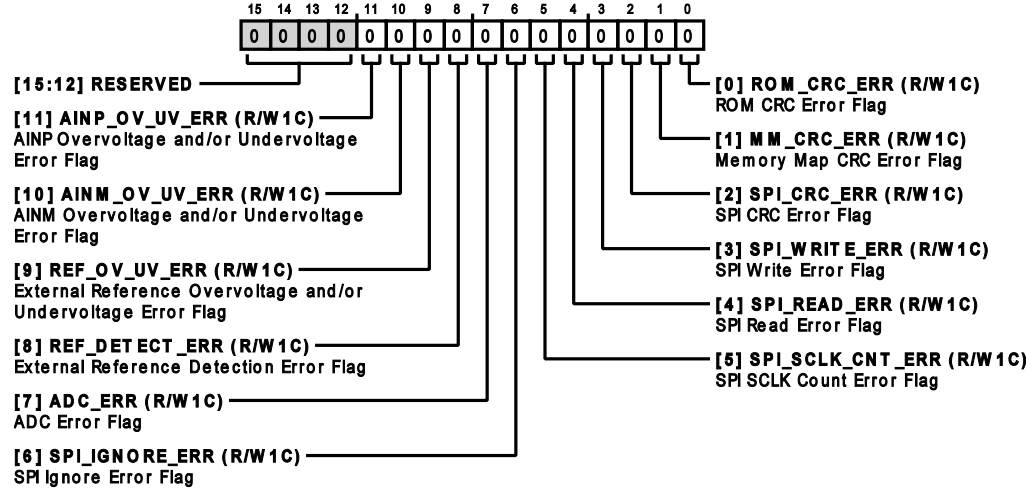 15 14 13 12 11 10 9 8 7 6 5 4 3 2 1 0
0 0 0 0 0 0 0 0 0 0 0 0 0 0 0 0
[15:12] RESERVED
[11] AINP_OV_UV_ERR (R/W1C)
AINP Overvoltage and/or Undervoltage
Error Flag
[10] AINM_OV_UV_ERR (R/W1C)
AINM Overvoltage and/or Undervoltage
Error Flag
[9] REF_OV_UV_ERR (R/W1C)
External Reference Overvoltage and/or
Undervoltage Error Flag
[8] REF_DETECT_ERR (R/W1C)
External Reference Detection Error Flag
[7] ADC_ERR (R/W1C)
ADC Error Flag
[6] SPI_IGNORE_ERR (R/W1C)
SPI Ignore Error Flag
[0] ROM_CRC_ERR (R/W1C)
ROM CRC Error Flag
[1] MM_CRC_ERR (R/W1C)
Memory Map CRC Error Flag
[2] SPI_CRC_ERR (R/W1C)
SPI CRC Error Flag
[3] SPI_WRITE_ERR (R/W1C)
SPI Write Error Flag
[4] SPI_READ_ERR (R/W1C)
SPI Read Error Flag
[5] SPI_SCLK_CNT_ERR (R/W1C)
SPI SCLK Count Error Flag